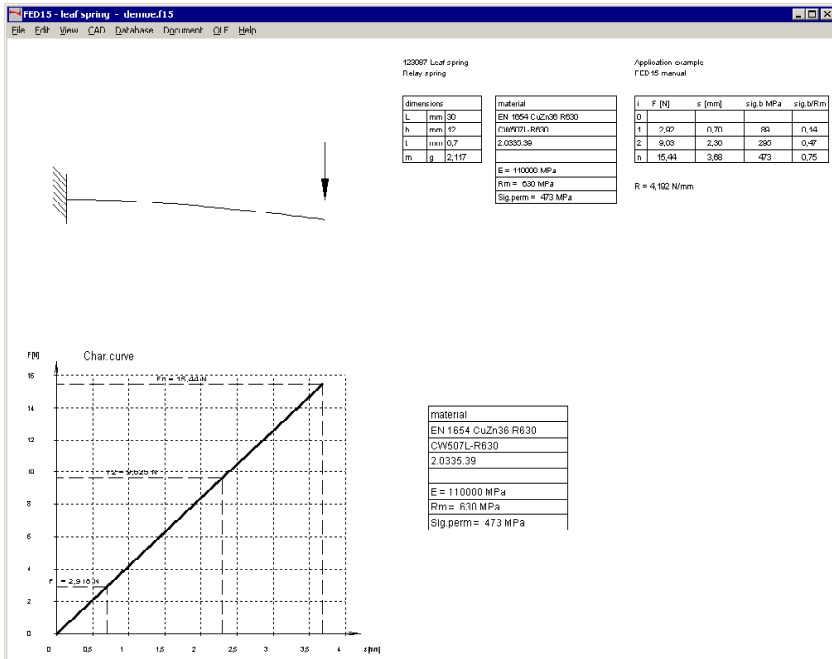 FED15 - leaf spring - demoe.f15
File Edit View CAD Database Document OLE Help
123087 Leaf spring
Relay spring
Application example
FED15 manual
dimensions
L mm 30
b mm 12
t mm 0,7
m g 2,117
material
EN 1654 CuZn36 R630
CW507L-R630
2.0335.39
E = 110000 MPa
Rm = 630 MPa
Sig.perm = 473 MPa
i F [N] s [mm] sig.b MPa sig.b/Rm
0
1 2,92 0,70 89 0,14
2 9,63 2,30 295 0,47
n 15,44 3,68 473 0,75
R = 4,192 N/mm
F[N]
Char.curve
16
14
12
10
8
6
4
2
0
Fn = 15,44 N
= 2,918 N
0 0,5 1 1,5 2 2,5 3 3,5 4 s[mm]
material
EN 1654 CuZn36 R630
CW507L-R630
2.0335.39
E = 110000 MPa
Rm = 630 MPa
Sig.perm = 473 MPa